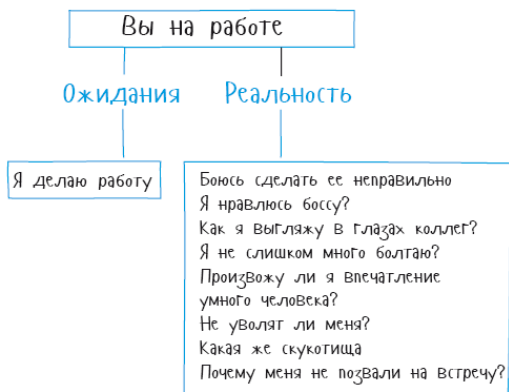 Вы на работе
Ожидания
Реальность
Я делаю работу
Боюсь сделать ее неправильно
Я нравлюсь боссу?
Как я выгляжу в глазах коллег?
Я не слишком много болтаю?
Произвожу ли я впечатление
умного человека?
Не уволят ли меня?
Какая же скукотища
Почему меня не позвали на встречу?